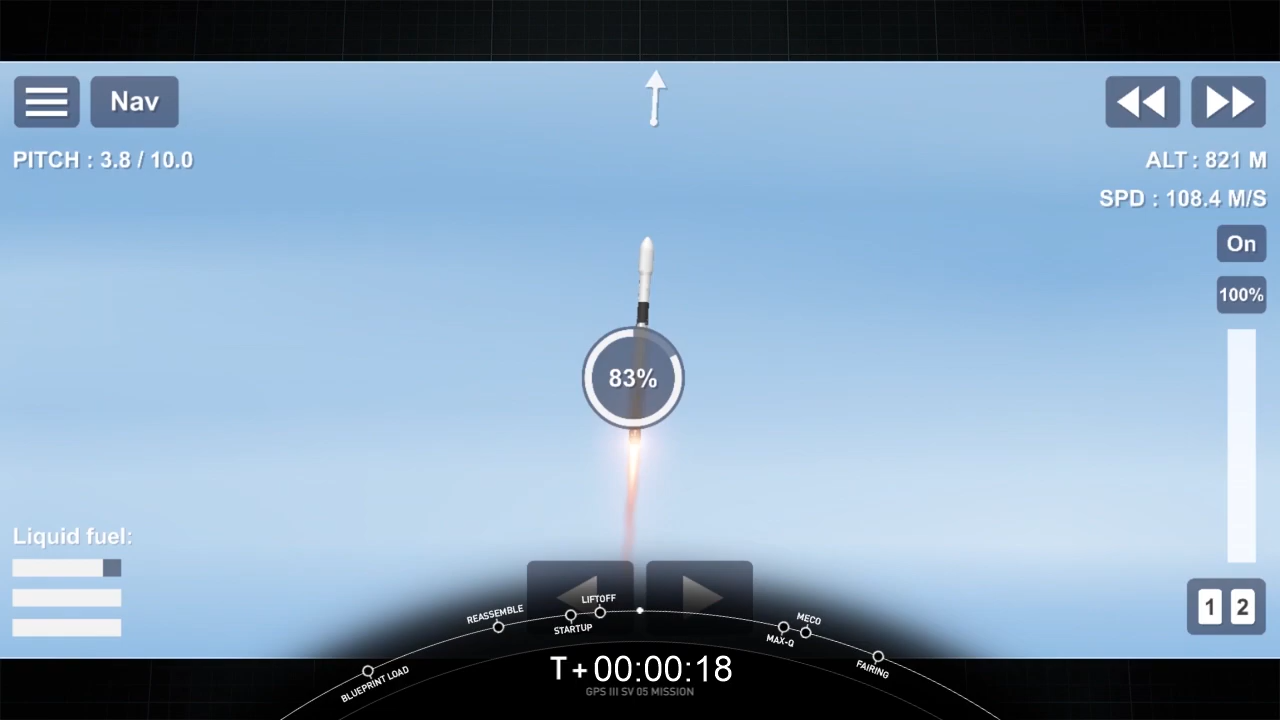 Nav
PITCH : 3.8 / 10.0
ALT : 821 M
SPD : 108.4 M/S
On
100%
83%
Liquid fuel:
1 2
BLUEPRINT LOAD
REASSEMBLE
STARTUP
LIFTOFF
MAX-Q
MECO
FAIRING
T+00:00:18
GPS III SV 05 MISSION